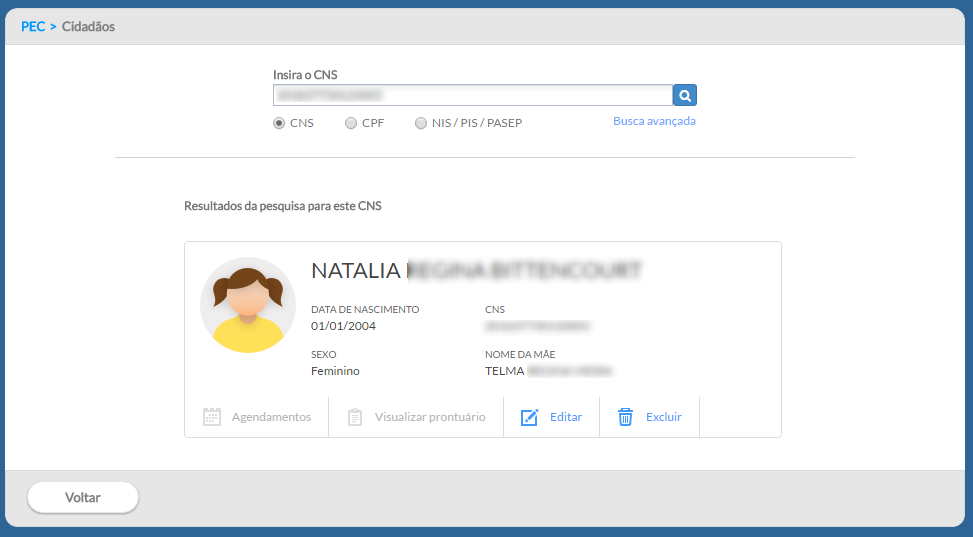 PEC > Cidadãos
Insira o CNS
CNS CPF NIS / PIS / PASEP Busca avançada
Resultados da pesquisa para este CNS
NATALIA
DATA DE NASCIMENTO CNS
01/01/2004
SEXO NOME DA MÃE
Feminino TELMA
Agendamentos Visualizar prontuário Editar Excluir
Voltar